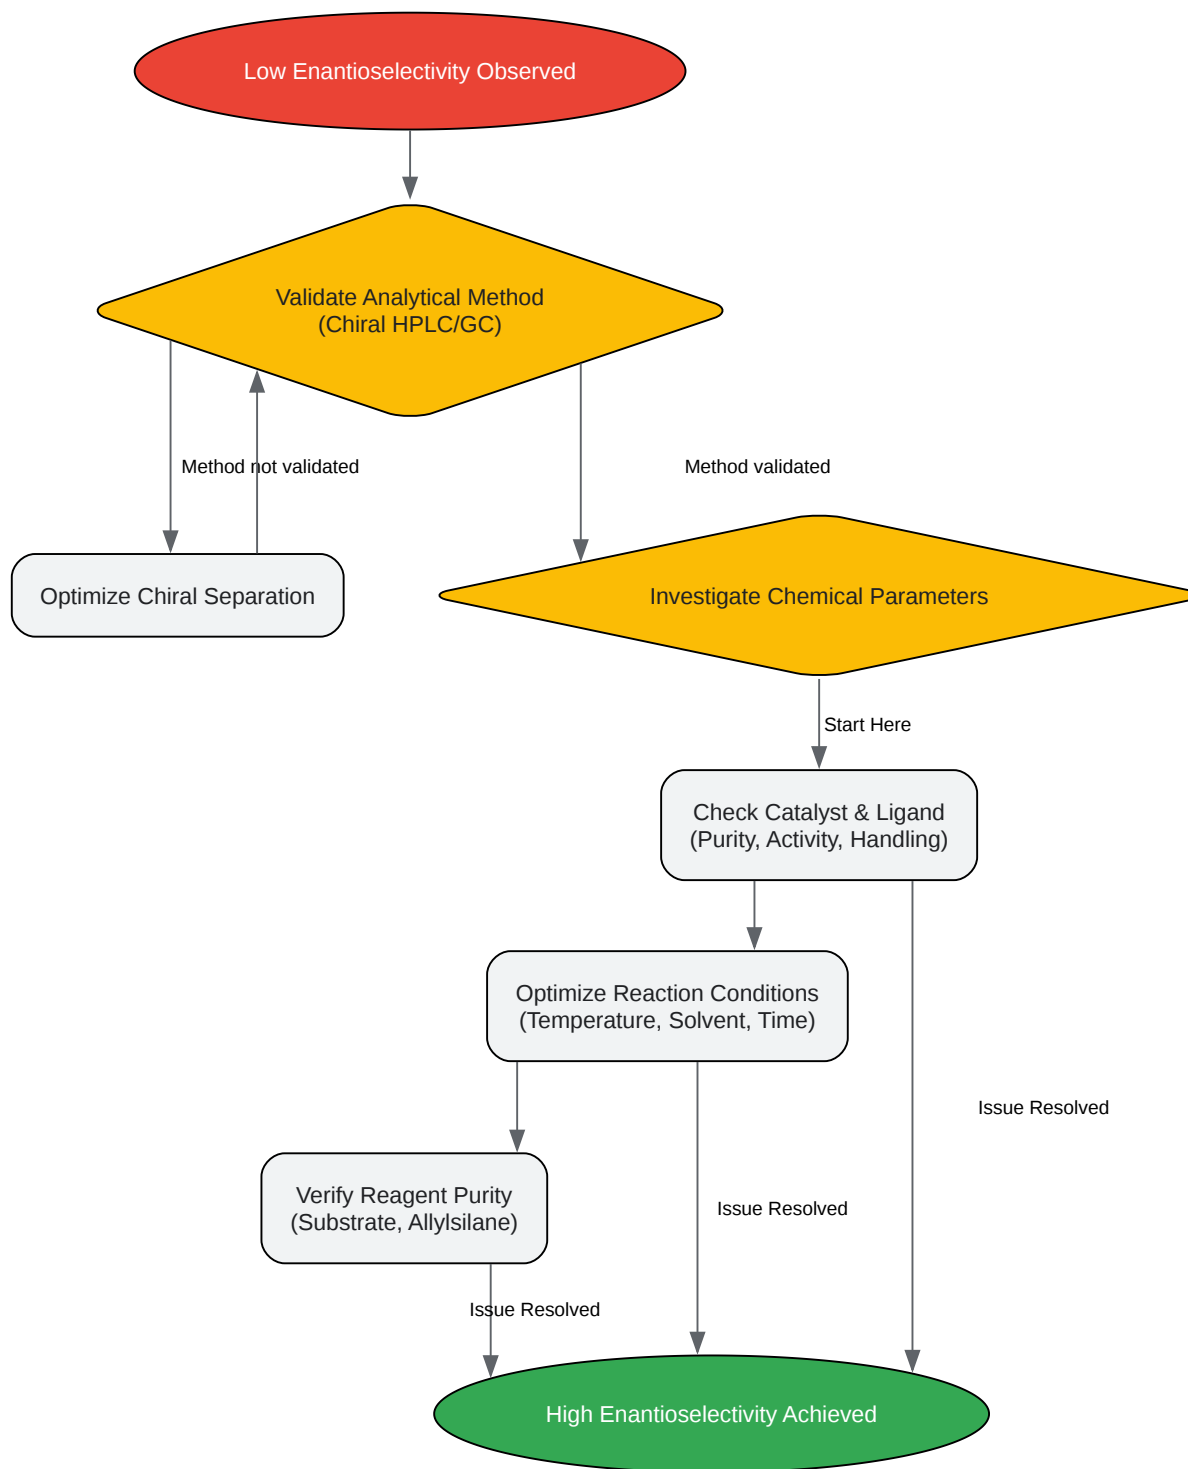 Low Enantioselectivity Observed
Validate Analytical Method
(Chiral HPLC/GC)
Method not validated
Method validated
Optimize Chiral Separation
Investigate Chemical Parameters
Start Here
Check Catalyst & Ligand
(Purity, Activity, Handling)
Optimize Reaction Conditions
(Temperature, Solvent, Time)
Issue Resolved
Verify Reagent Purity
(Substrate, Allylsilane)
Issue Resolved
Issue Resolved
High Enantioselectivity Achieved